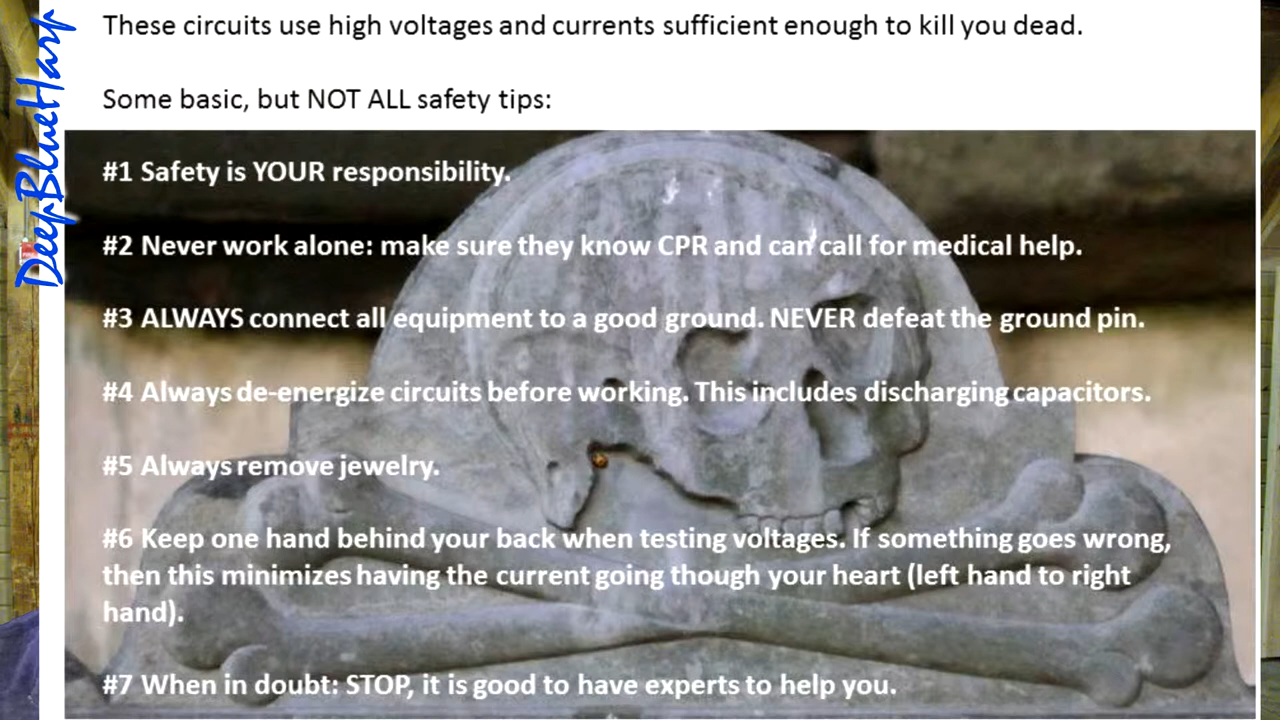 These circuits use high voltages and currents sufficient enough to kill you dead.
Some basic, but NOT ALL safety tips:
DeepBlueHarp
#1 Safety is YOUR responsibility.
#2 Never work alone: make sure they know CPR and can call for medical help.
#3 ALWAYS connect all equipment to a good ground. NEVER defeat the ground pin.
#4 Always de-energize circuits before working. This includes discharging capacitors.
#5 Always remove jewelry.
#6 Keep one hand behind your back when testing voltages. If something goes wrong,
then this minimizes having the current going though your heart (left hand to right
hand).
#7 When in doubt: STOP, it is good to have experts to help you.